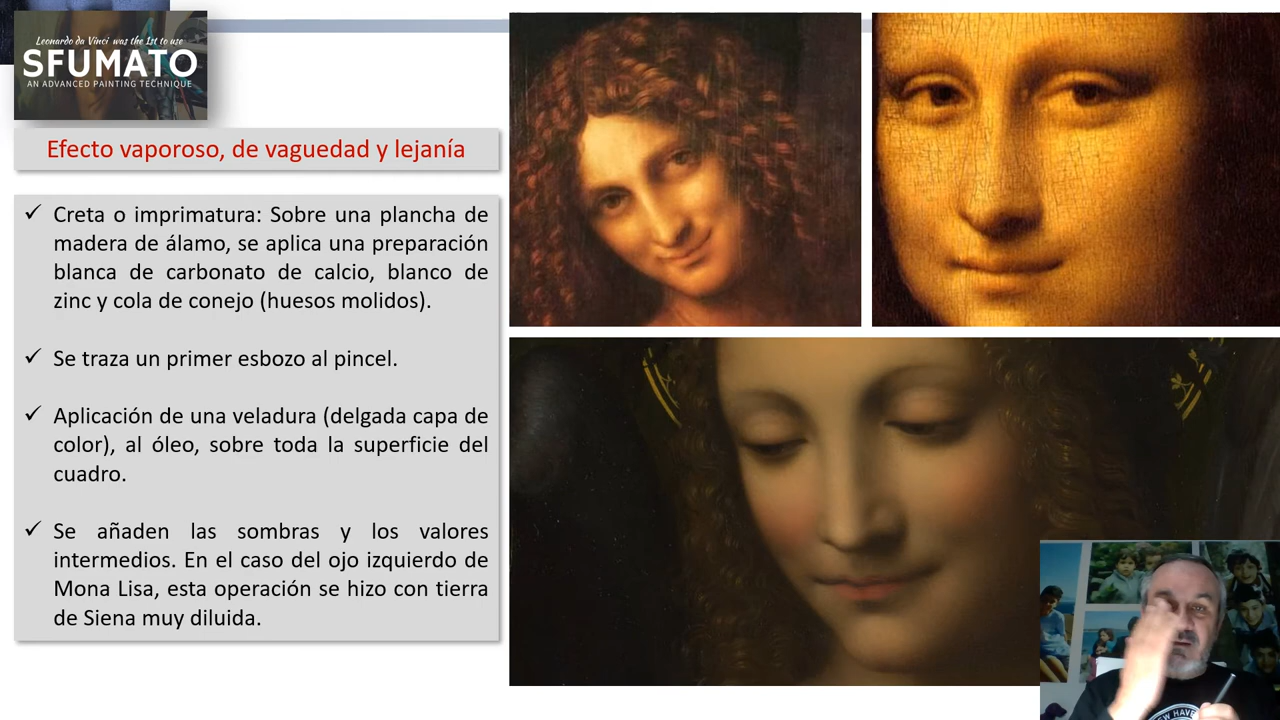 Leonardo da Vinci was the 1st to use
SFUMATO
AN ADVANCED PAINTING TECHNIQUE
Efecto vaporoso, de vaguedad y lejanía
✓ Creta o imprimatura: Sobre una plancha de
madera de álamo, se aplica una preparación
blanca de carbonato de calcio, blanco de
zinc y cola de conejo (huesos molidos).
✓ Se traza un primer esbozo al pincel.
✓ Aplicación de una veladura (delgada capa de
color), al óleo, sobre toda la superficie del
cuadro.
✓ Se añaden las sombras y los valores
intermedios. En el caso del ojo izquierdo de
Mona Lisa, esta operación se hizo con tierra
de Siena muy diluida.
HAVE